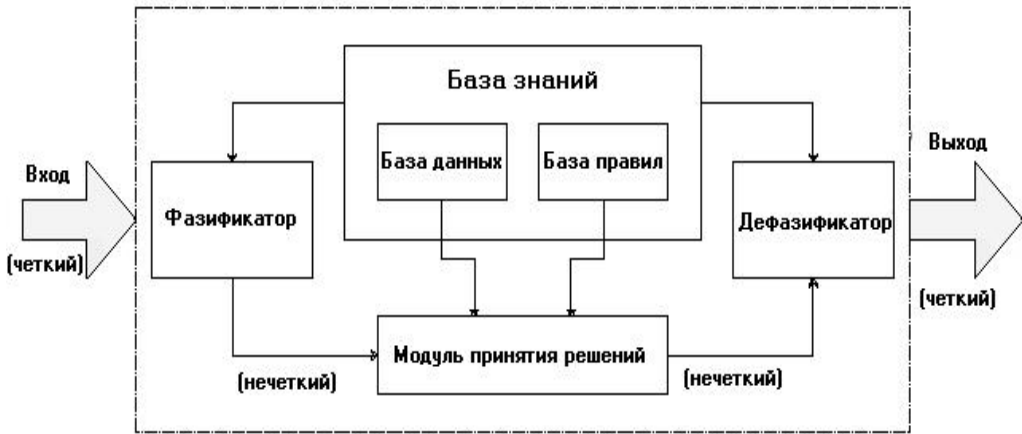 База знаний
База данных
База правил
Вход
(четкий)
Фазификатор
Дефазификатор
Выход
(четкий)
Модуль принятия решений
(нечеткий)
(нечеткий)